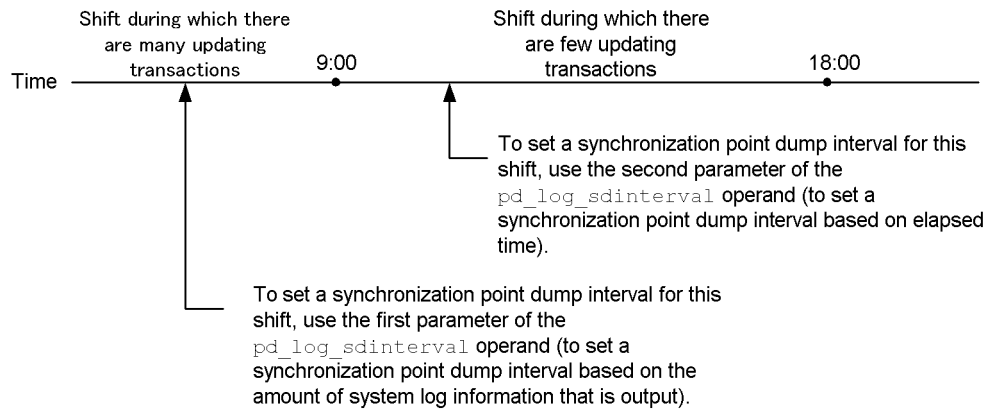 Shift during which there
are many updating
transactions
Shift during which there
are few updating
transactions
Time
9:00
18:00
To set a synchronization point dump interval for this
shift, use the second parameter of the
pd_log_sdinterval operand (to set a
synchronization point dump interval based on elapsed
time).
To set a synchronization point dump interval for this
shift, use the first parameter of the
pd_log_sdinterval operand (to set a
synchronization point dump interval based on the
amount of system log information that is output).